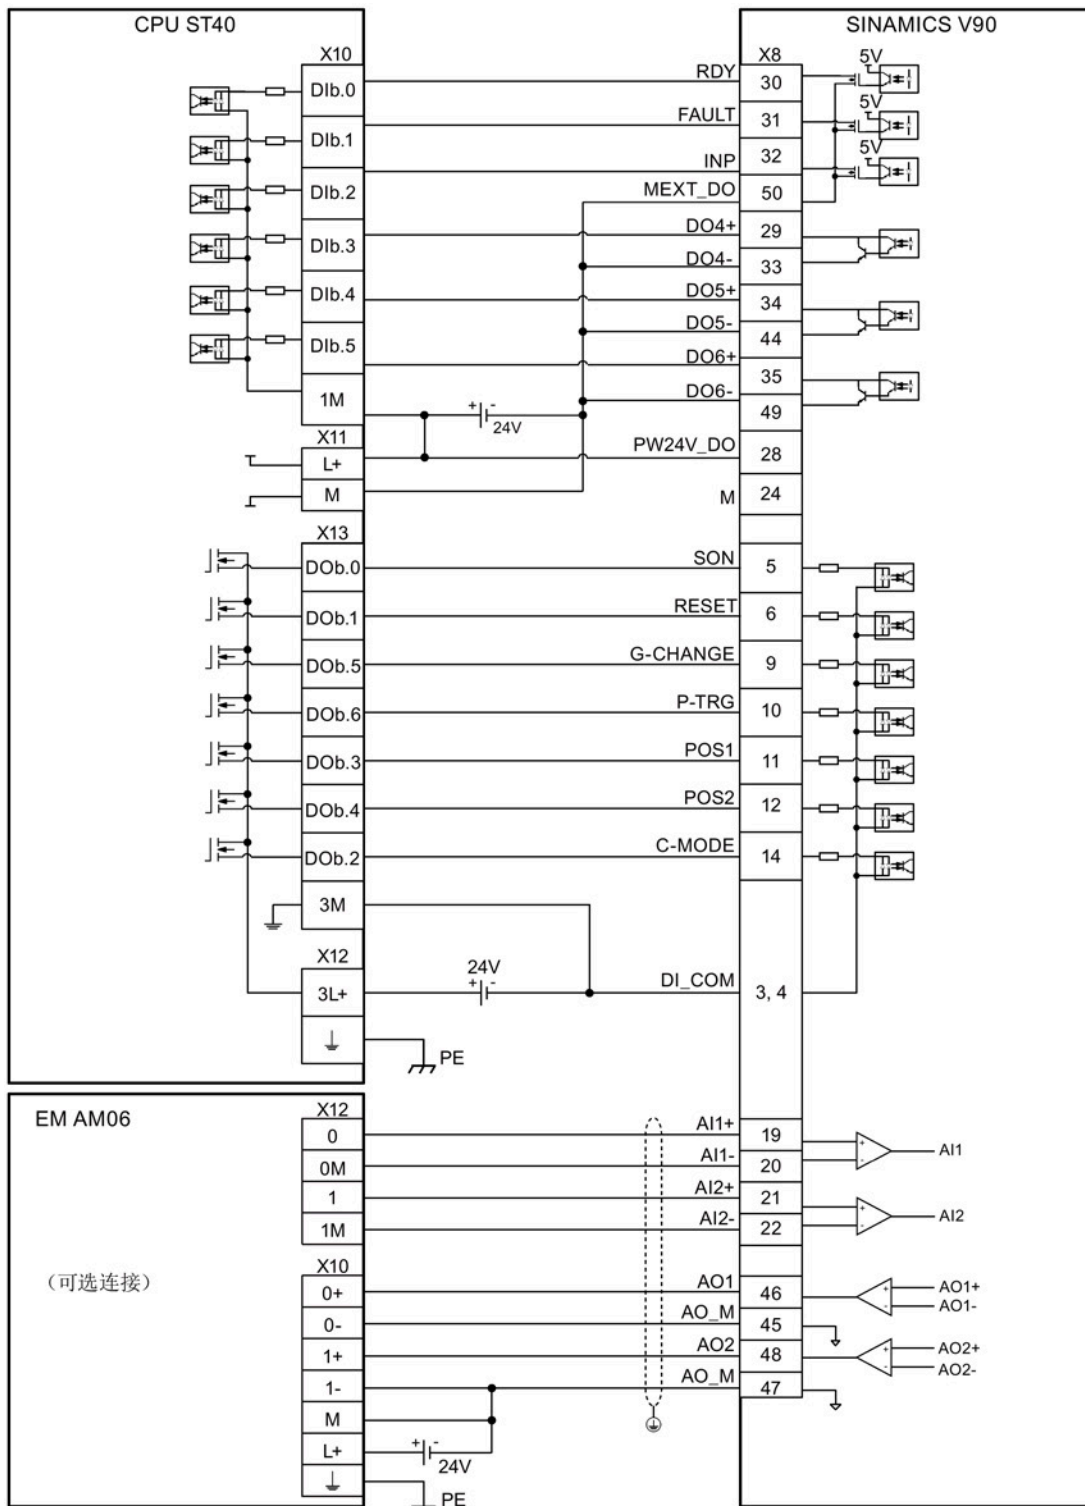 CPU ST40
SINAMICS V90
X10
X8
5V
DIb.0
RDY
30
5V
DIb.1
FAULT
31
5V
DIb.2
INP
32
MEXT_DO
50
DIb.3
DO4+
29
DO4-
33
DIb.4
DO5+
34
DO5-
44
DIb.5
DO6+
35
1M
+ -
24V
DO6-
49
X11
L+
PW24V_DO
28
M
M
24
X13
DOb.0
SON
5
DOb.1
RESET
6
DOb.5
G-CHANGE
9
DOb.6
P-TRG
10
DOb.3
POS1
11
DOb.4
POS2
12
DOb.2
C-MODE
14
3M
X12
24V
+ -
3L+
DI_COM
3, 4
PE
EM AM06
X12
0
AI1+
19
+
AI1
0M
AI1-
20
-
1
AI2+
21
+
AI2
1M
AI2-
22
-
(可选连接)
X10
0+
AO1
46
+
AO1+
-
AO1-
0-
AO_M
45
1+
AO2
48
+
AO2+
-
AO2-
1-
AO_M
47
M
L+
+ -
24V
PE